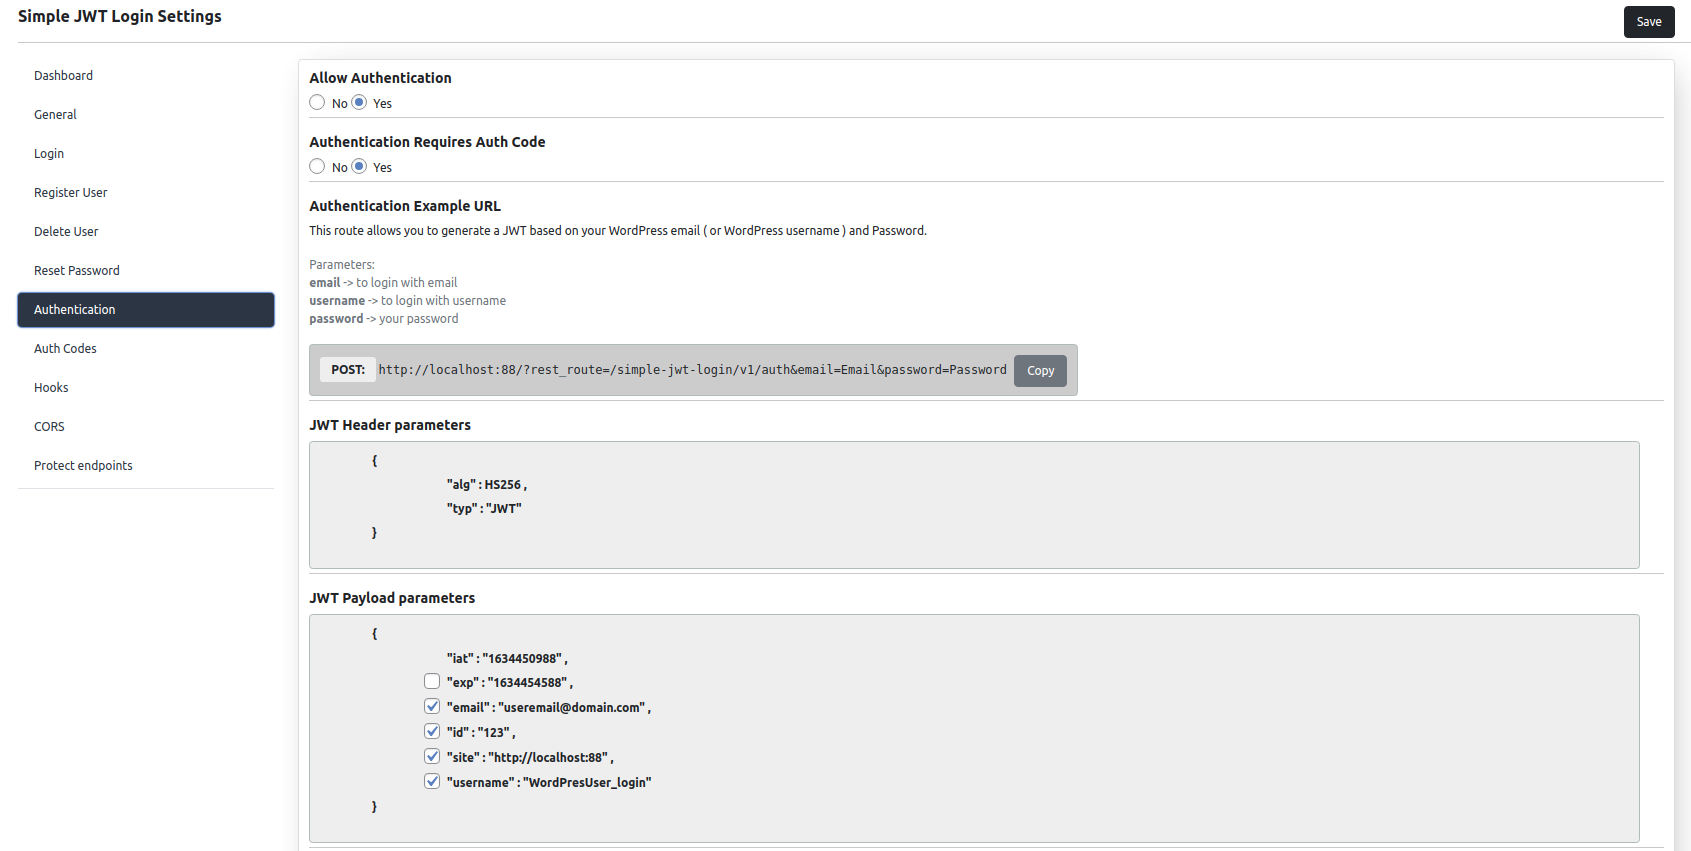 Simple JWT Login Settings
Save
Dashboard
General
Login
Register User
Delete User
Reset Password
Authentication
Auth Codes
Hooks
CORS
Protect endpoints
Allow Authentication
No Yes
Authentication Requires Auth Code
No Yes
Authentication Example URL
This route allows you to generate a JWT based on your WordPress email ( or WordPress username ) and Password.
Parameters:
email -> to login with email
username -> to login with username
password -> your password
POST: http://localhost:88/?rest_route=/simple-jwt-login/v1/auth&email=Email&password=Password Copy
JWT Header parameters
{
"alg" : HS256 ,
"typ" : "JWT"
}
JWT Payload parameters
{
"iat" : "1634450988" ,
"exp" : "1634454588" ,
"email" : "useremail@domain.com" ,
"id" : "123" ,
"site" : "http://localhost:88" ,
"username" : "WordPresUser_login"
}